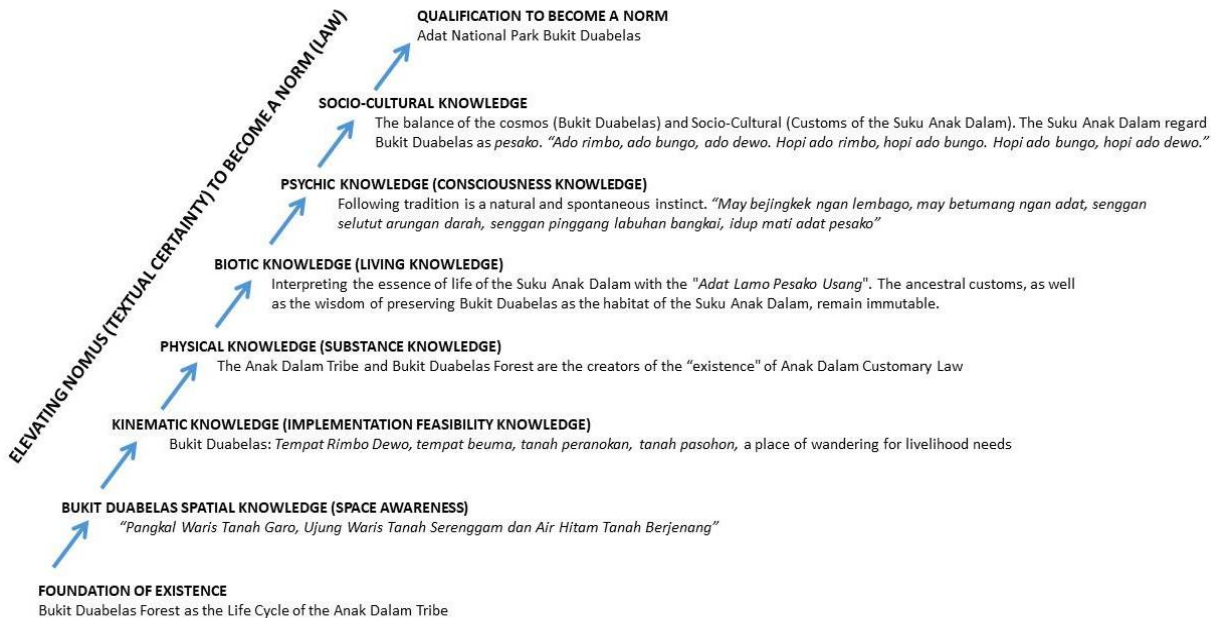 QUALIFICATION TO BECOME A NORM
Adat National Park Bukit Duabelas
ELEVATING NOMUS (TEXTUAL CERTAINTY) TO BECOME A NORM (LAW)
SOCIO-CULTURAL KNOWLEDGE
The balance of the cosmos (Bukit Duabelas) and Socio-Cultural (Customs of the Suku Anak Dalam). The Suku Anak Dalam regard
Bukit Duabelas as pesako. “Ado rimbo, ado bungo, ado dewo. Hopi ado rimbo, hopi ado bungo. Hopi ado bungo, hopi ado dewo.”
PSYCHIC KNOWLEDGE (CONSCIOUSNESS KNOWLEDGE)
Following tradition is a natural and spontaneous instinct. “May bejingkek ngan lembago, may betumang ngan adat, senggan
selutut arungan darah, senggan pinggang labuhan bangkai, idup mati adat pesako”
BIOTIC KNOWLEDGE (LIVING KNOWLEDGE)
Interpreting the essence of life of the Suku Anak Dalam with the "Adat Lamo Pesako Usang". The ancestral customs, as well
as the wisdom of preserving Bukit Duabelas as the habitat of the Suku Anak Dalam, remain immutable.
PHYSICAL KNOWLEDGE (SUBSTANCE KNOWLEDGE)
The Anak Dalam Tribe and Bukit Duabelas Forest are the creators of the “existence" of Anak Dalam Customary Law
KINEMATIC KNOWLEDGE (IMPLEMENTATION FEASIBILITY KNOWLEDGE)
Bukit Duabelas: Tempat Rimbo Dewo, tempat beuma, tanah peranokan, tanah pasohon, a place of wandering for livelihood needs
BUKIT DUABELAS SPATIAL KNOWLEDGE (SPACE AWARENESS)
“Pangkal Waris Tanah Garo, Ujung Waris Tanah Serenggam dan Air Hitam Tanah Berjenang”
FOUNDATION OF EXISTENCE
Bukit Duabelas Forest as the Life Cycle of the Anak Dalam Tribe